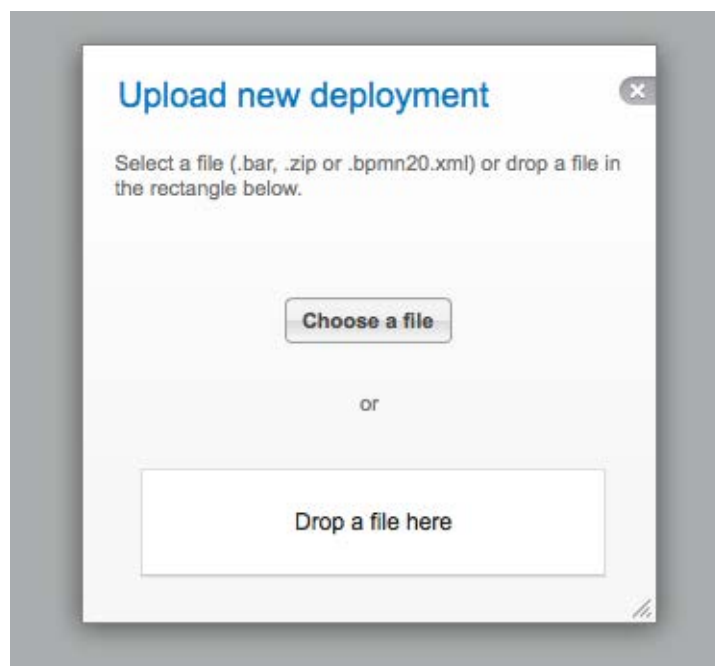 Upload new deployment
Select a file (.bar, .zip or .bpmn20.xml) or drop a file in
the rectangle below.
Choose a file
or
Drop a file here